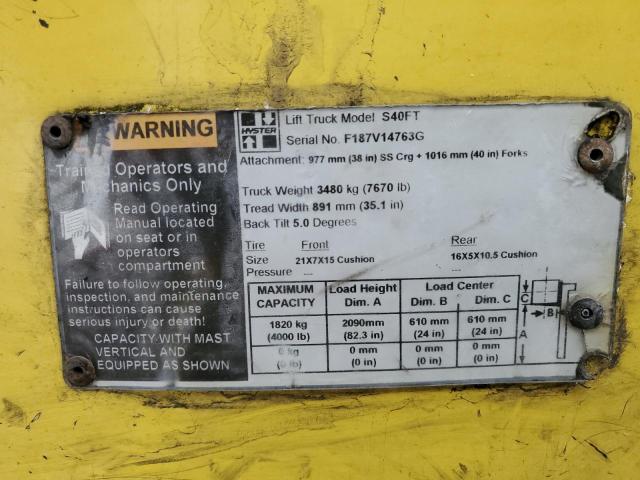 WARNING
Trained Operators and
Mechanics Only
Read Operating
Manual located
on seat or in
operators
compartment
Failure to follow operating,
inspection, and maintenance
instructions can cause
serious injury or death!
CAPACITY WITH MAST
VERTICAL AND
EQUIPPED AS SHOWN
HYSTER
Lift Truck Model S40FT
Serial No. F187V14763G
Attachment: 977 mm (38 in) SS Crg + 1016 mm (40 in) Forks
Truck Weight 3480 kg (7670 lb)
Tread Width 891 mm (35.1 in)
Back Tilt 5.0 Degrees
Tire Front Rear
Size 21X7X15 Cushion 16X5X10.5 Cushion
Pressure --- ---
MAXIMUM CAPACITY Load Height Dim. A Load Center Dim. B Dim. C
1820 kg 2090mm 610 mm 610 mm
(4000 lb) (82.3 in) (24 in) (24 in)
0 kg 0 mm 0 mm 0 mm
(0 lb) (0 in) (0 in) (0 in)
C
B
A